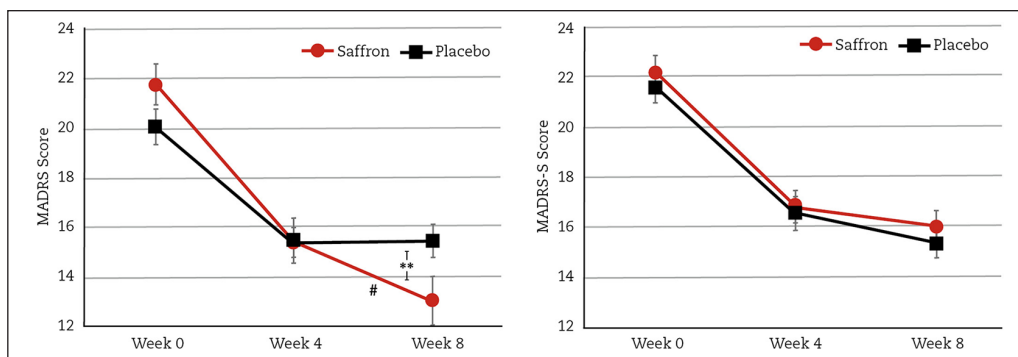 24
22
20
18
16
14
12
MADRS Score
Saffron
Placebo
**
#
Week 0
Week 4
Week 8
24
22
20
18
16
14
12
MADRS-S Score
Saffron
Placebo
Week 0
Week 4
Week 8